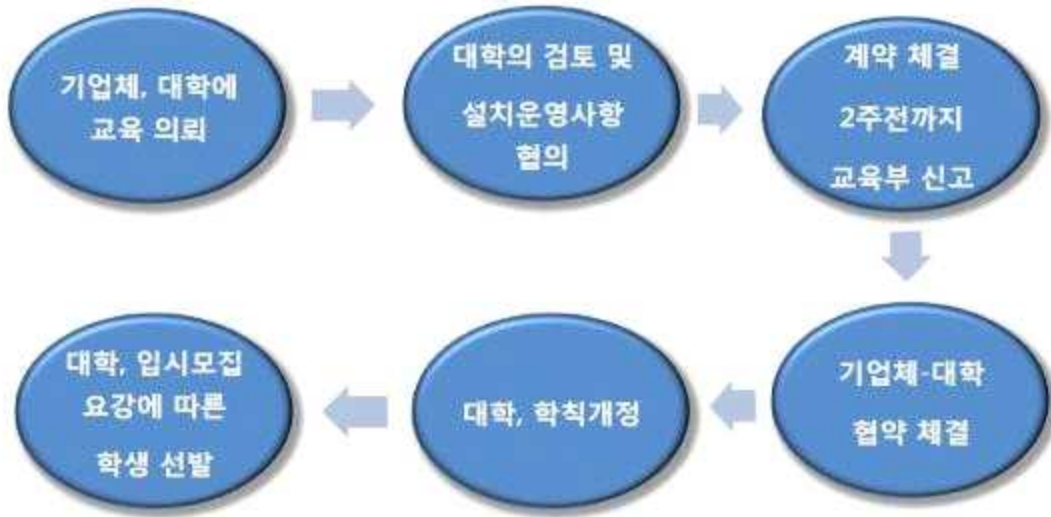 기업체, 대학에
교육 의뢰
대학의 검토 및
설치운영사항
협의
계약 체결
2주전까지
교육부 신고
기업체-대학
협약 체결
대학, 학칙개정
대학, 입시모집
요강에 따른
학생 선발